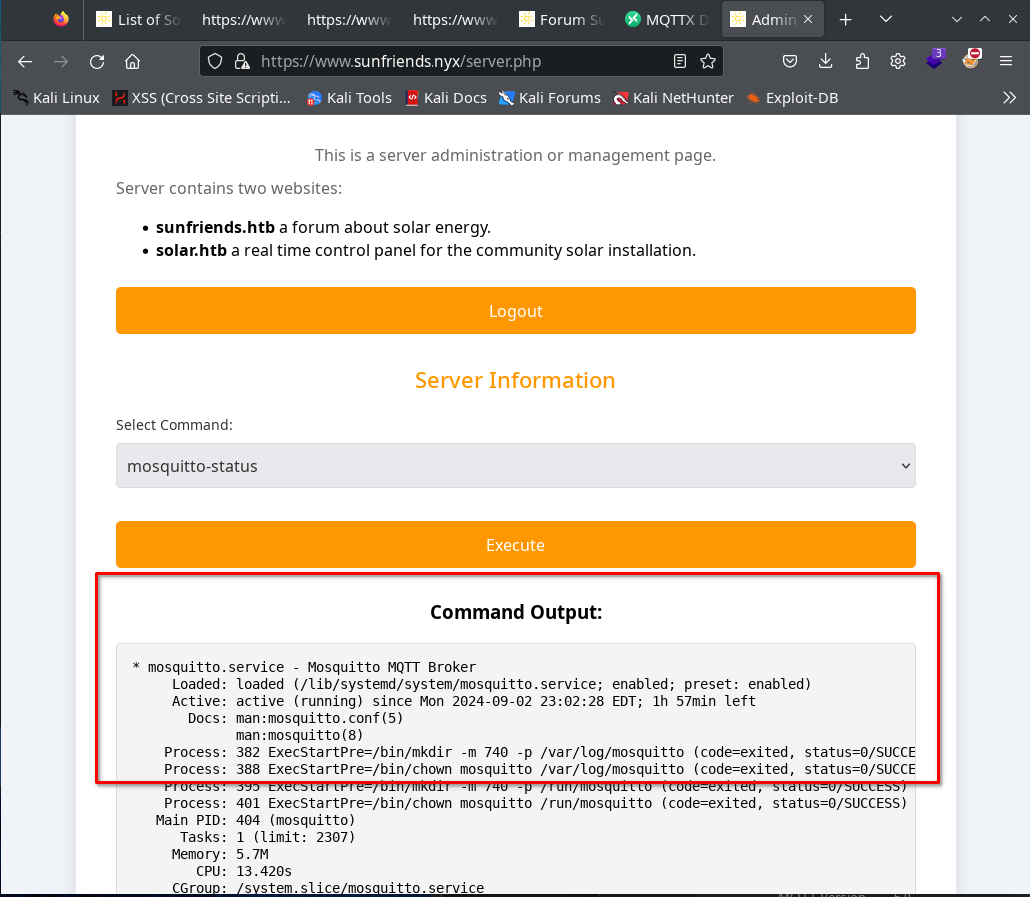 List of So
https://www
https://www
https://www
Forum Su
MQTTX D
Admin
https://www.sunfriends.nyx/server.php
3
Kali Linux
XSS (Cross Site Scripti...
Kali Tools
Kali Docs
Kali Forums
Kali NetHunter
Exploit-DB
This is a server administration or management page.
Server contains two websites:
• sunfriends.htb a forum about solar energy.
• solar.htb a real time control panel for the community solar installation.
Logout
Server Information
Select Command:
mosquitto-status
Execute
Command Output:
* mosquitto.service - Mosquitto MQTT Broker
Loaded: loaded (/lib/systemd/system/mosquitto.service; enabled; preset: enabled)
Active: active (running) since Mon 2024-09-02 23:02:28 EDT; 1h 57min left
Docs: man:mosquitto.conf(5)
man:mosquitto(8)
Process: 382 ExecStartPre=/bin/mkdir -m 740 -p /var/log/mosquitto (code=exited, status=0/SUCCE
Process: 388 ExecStartPre=/bin/chown mosquitto /var/log/mosquitto (code=exited, status=0/SUCCE
Process: 395 ExecStartPre=/bin/mkdir -m 740 -p /run/mosquitto (code=exited, status=0/SUCCESS)
Process: 401 ExecStartPre=/bin/chown mosquitto /run/mosquitto (code=exited, status=0/SUCCESS)
Main PID: 404 (mosquitto)
Tasks: 1 (limit: 2307)
Memory: 5.7M
CPU: 13.420s
CGroup: /system.slice/mosquitto.service